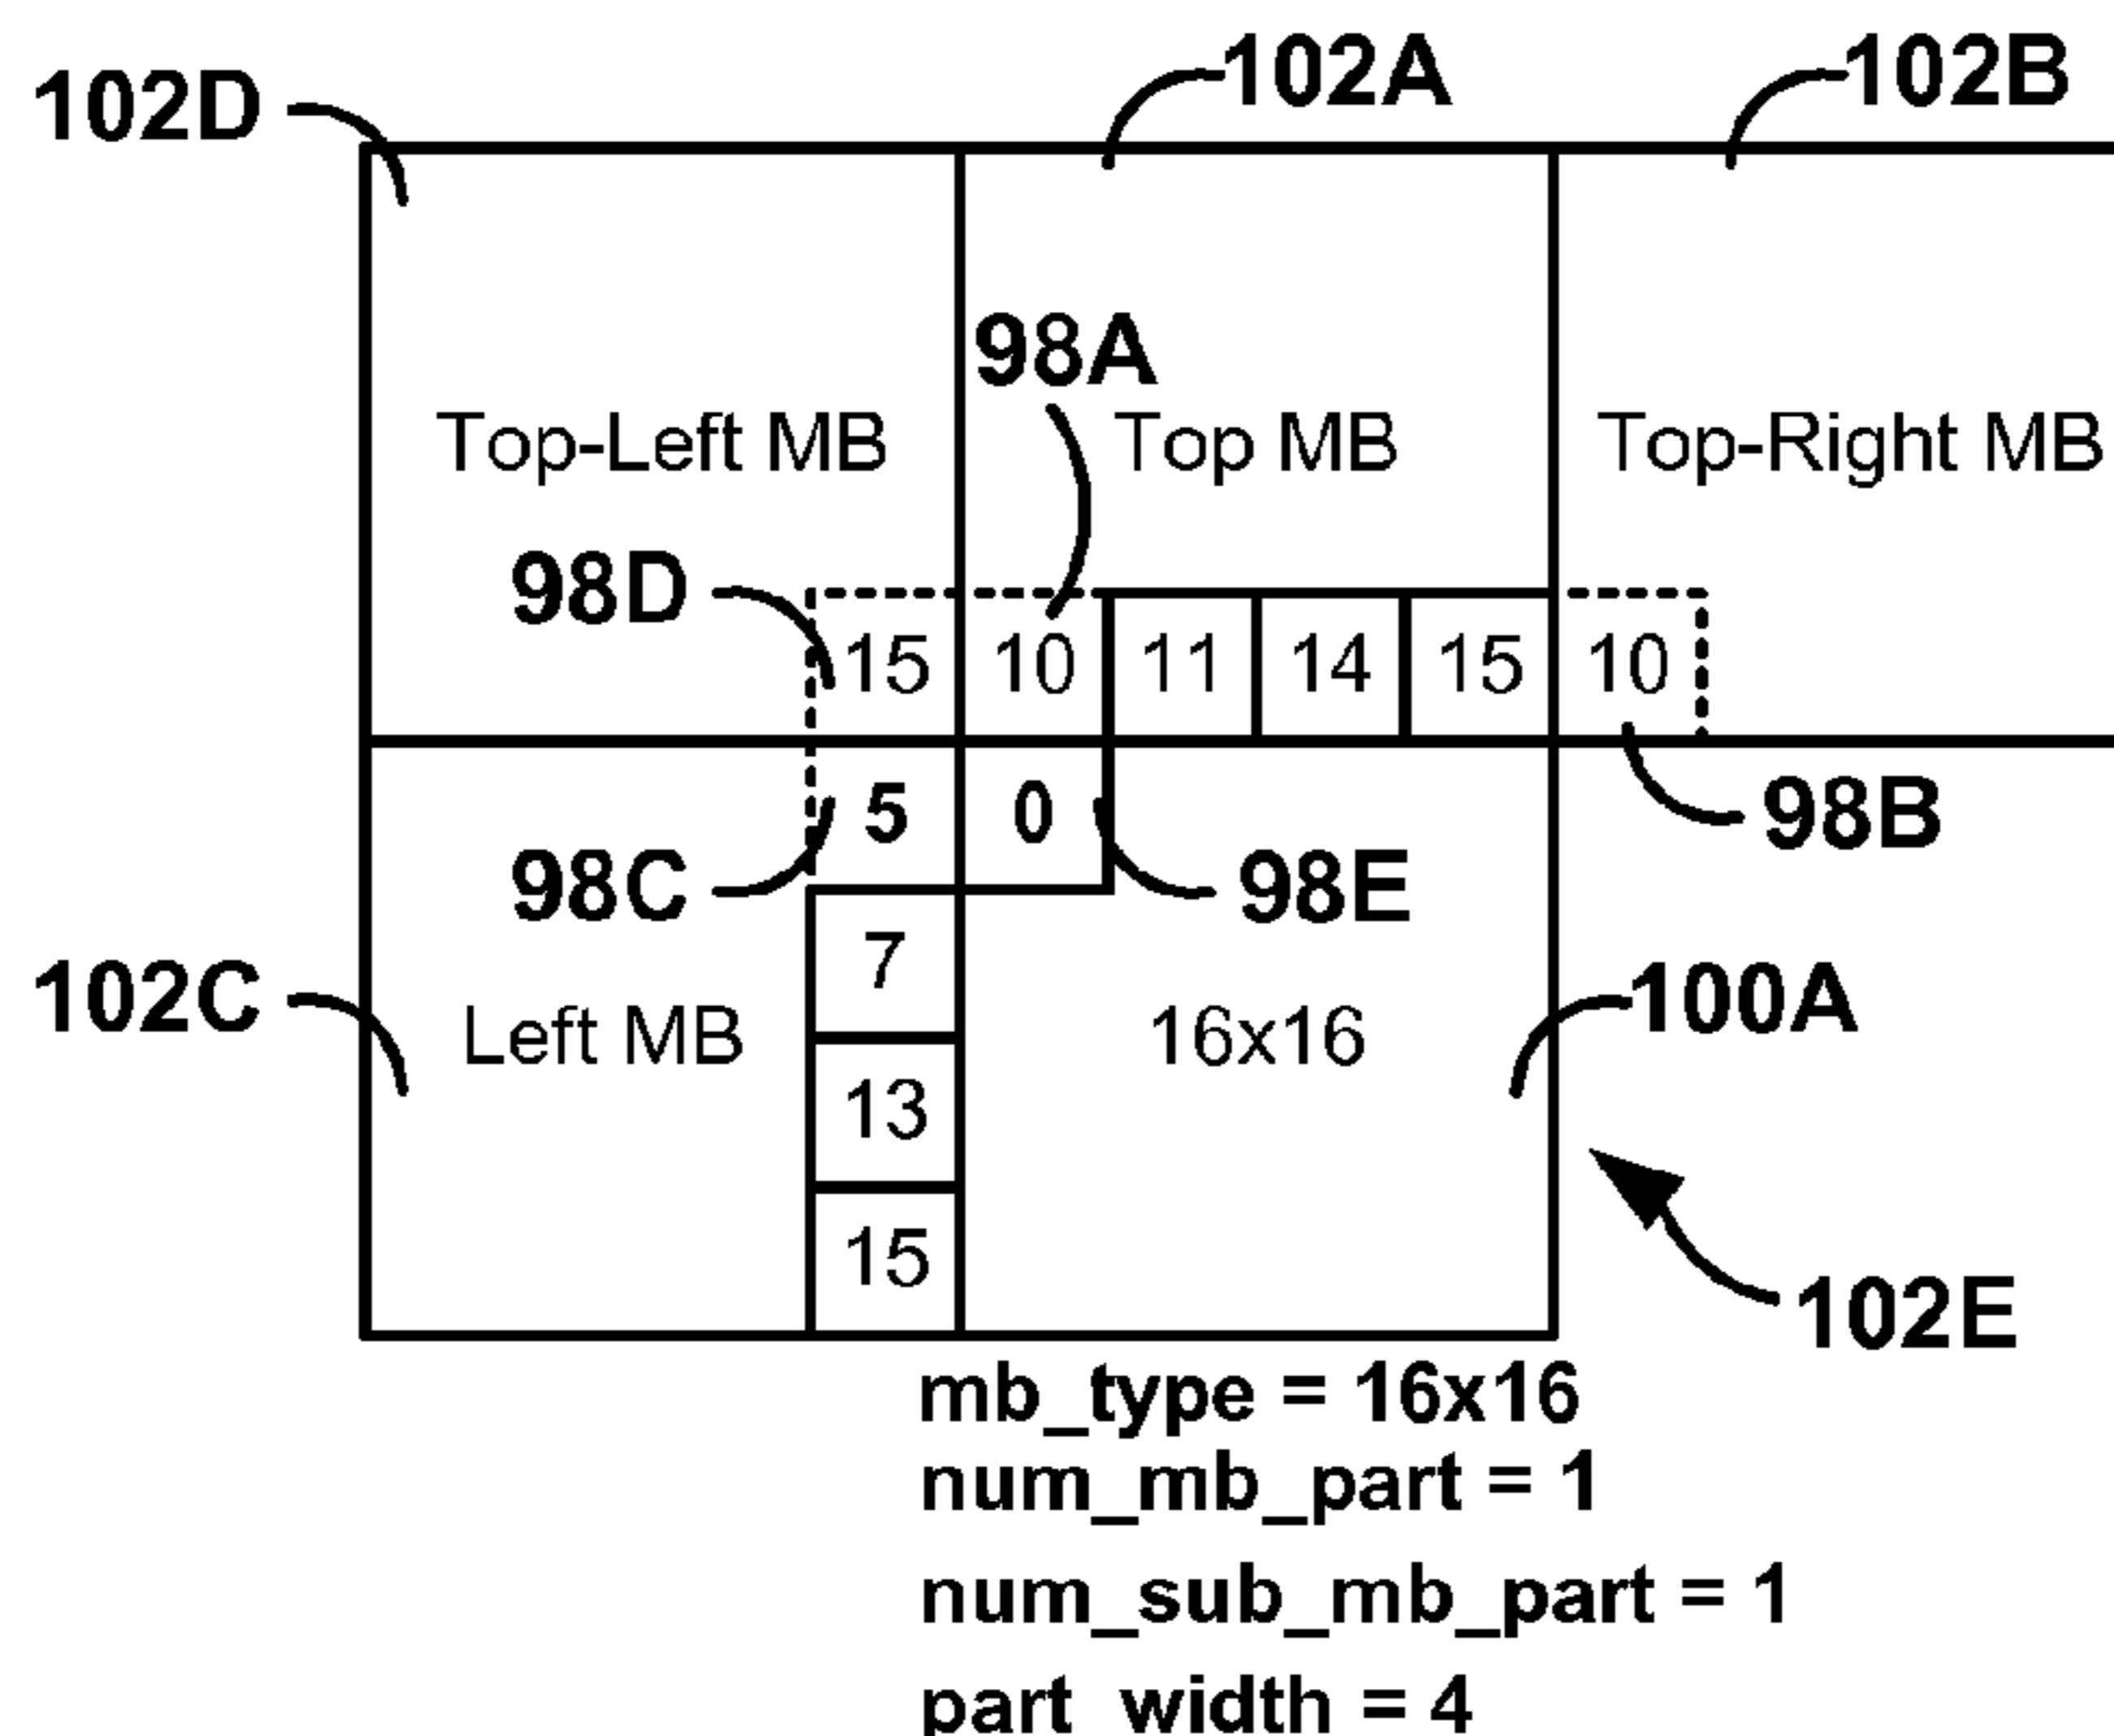 102D 102A 102B
98A
Top-Left MB Top MB Top-Right MB
98D
15 10 11 14 15 10
5 0 98B
98C 98E
7
102C 100A
Left MB 16x16
13
15
102E
mb_type = 16x16
num_mb_part = 1
num_sub_mb_part = 1
part_width = 4